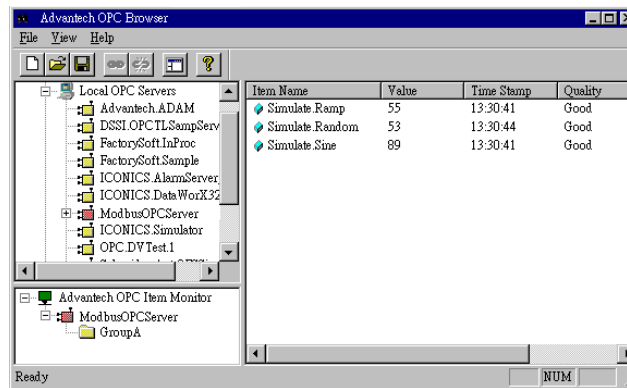 Advantech OPC Browser
File View Help
Local OPC Servers
Advantech.ADAM
DSSI.OPCTLSampServ
FactorySoft.InProc
FactorySoft.Sample
ICONICS.AlarmServer
ICONICS.DataWorX32
ModbusOPCServer
ICONICS.Simulator
OPC.DVTest.1
Item Name Value Time Stamp Quality
Simulate.Ramp 55 13:30:41 Good
Simulate.Random 53 13:30:44 Good
Simulate.Sine 89 13:30:41 Good
Advantech OPC Item Monitor
ModbusOPCServer
GroupA
Ready NUM